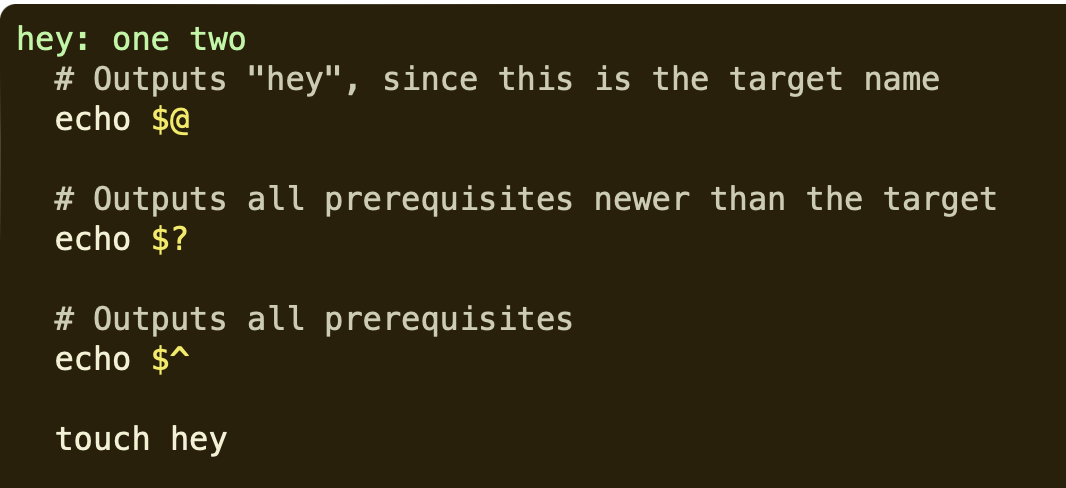 hey: one two
# Outputs "hey", since this is the target name
echo $@
# Outputs all prerequisites newer than the target
echo $?
# Outputs all prerequisites
echo $^
touch hey